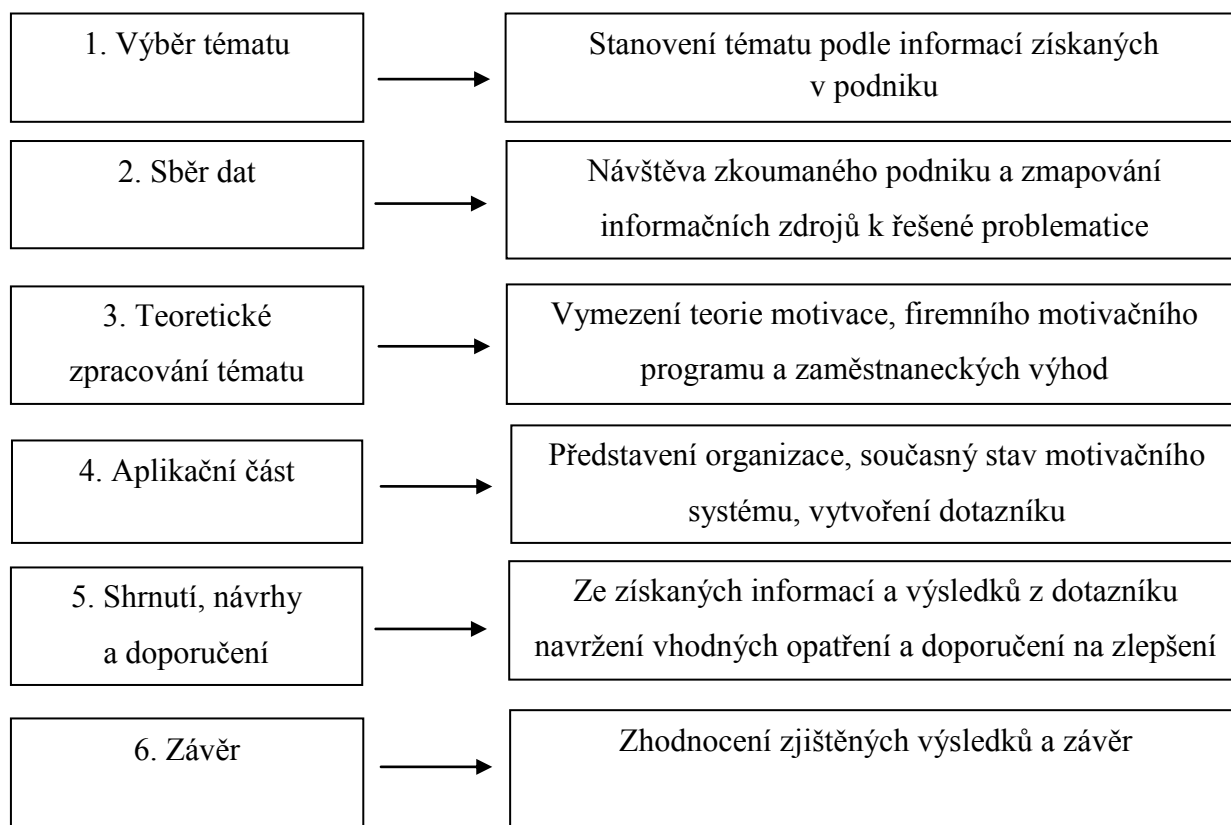 1. Výběr tématu
Stanovení tématu podle informací získaných
v podniku
2. Sběr dat
Návštěva zkoumaného podniku a zmapování
informačních zdrojů k řešené problematice
3. Teoretické
zpracování tématu
Vymezení teorie motivace, firemního motivačního
programu a zaměstnaneckých výhod
4. Aplikační část
Představení organizace, současný stav motivačního
systému, vytvoření dotazníku
5. Shrnutí, návrhy
a doporučení
Ze získaných informací a výsledků z dotazníku
navržení vhodných opatření a doporučení na zlepšení
6. Závěr
Zhodnocení zjištěných výsledků a závěr